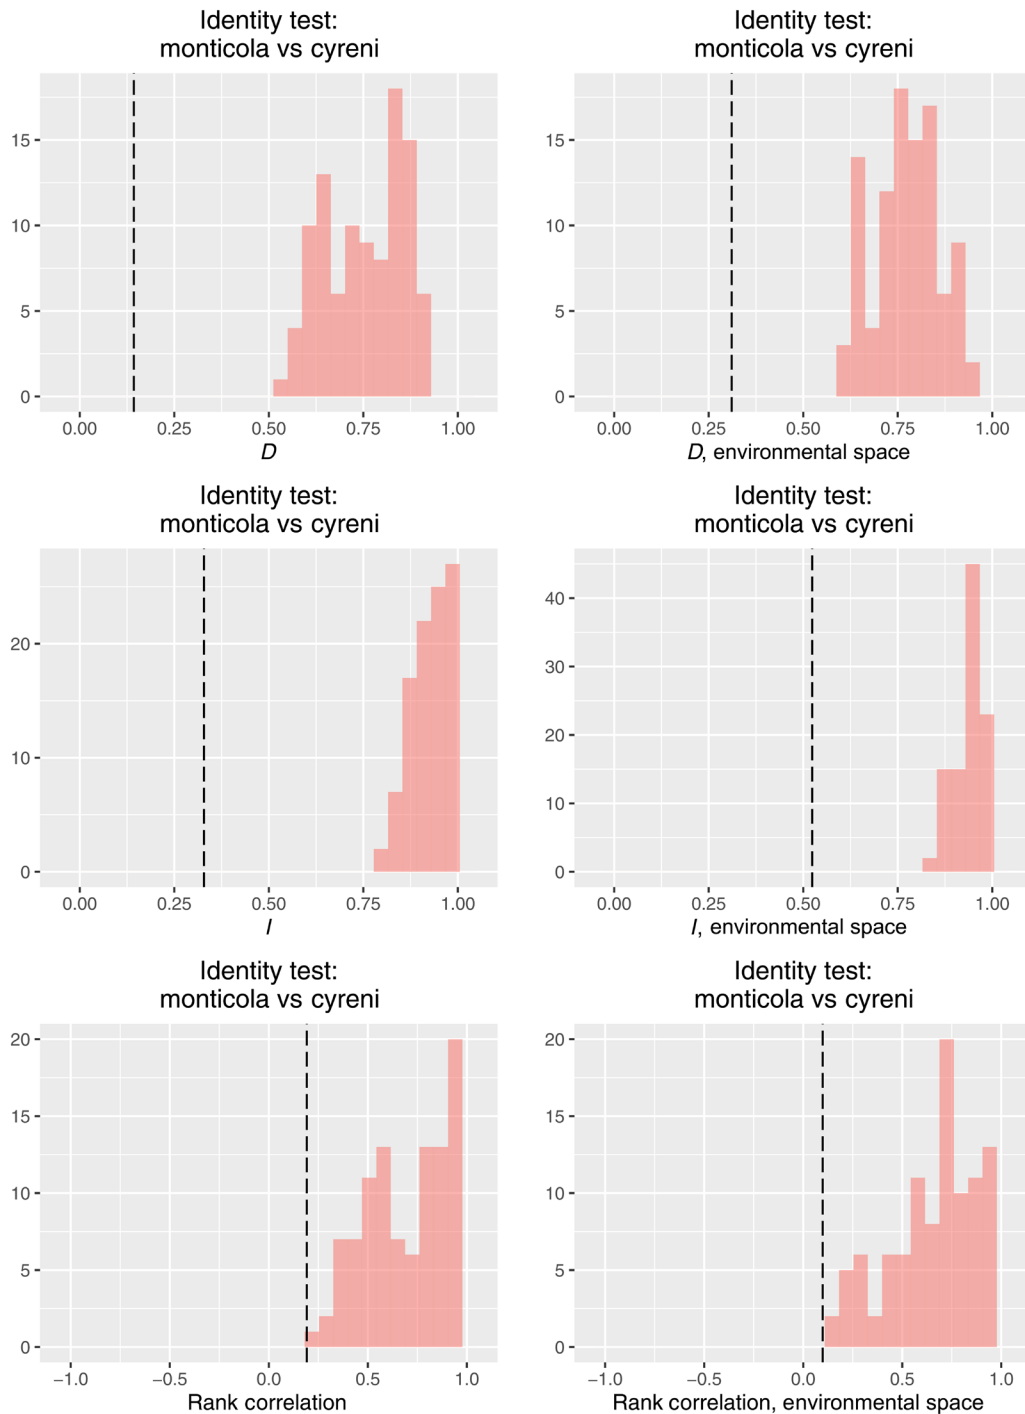 Identity test:
monticola vs cyreni
15
10
5
0
0.00 0.25 0.50 0.75 1.00
D
Identity test:
monticola vs cyreni
15
10
5
0
0.00 0.25 0.50 0.75 1.00
D, environmental space
Identity test:
monticola vs cyreni
20
10
0
0.00 0.25 0.50 0.75 1.00
I
Identity test:
monticola vs cyreni
40
30
20
10
0
0.00 0.25 0.50 0.75 1.00
I, environmental space
Identity test:
monticola vs cyreni
20
15
10
5
0
−1.0 −0.5 0.0 0.5 1.0
Rank correlation
Identity test:
monticola vs cyreni
20
15
10
5
0
−1.0 −0.5 0.0 0.5 1.0
Rank correlation, environmental space